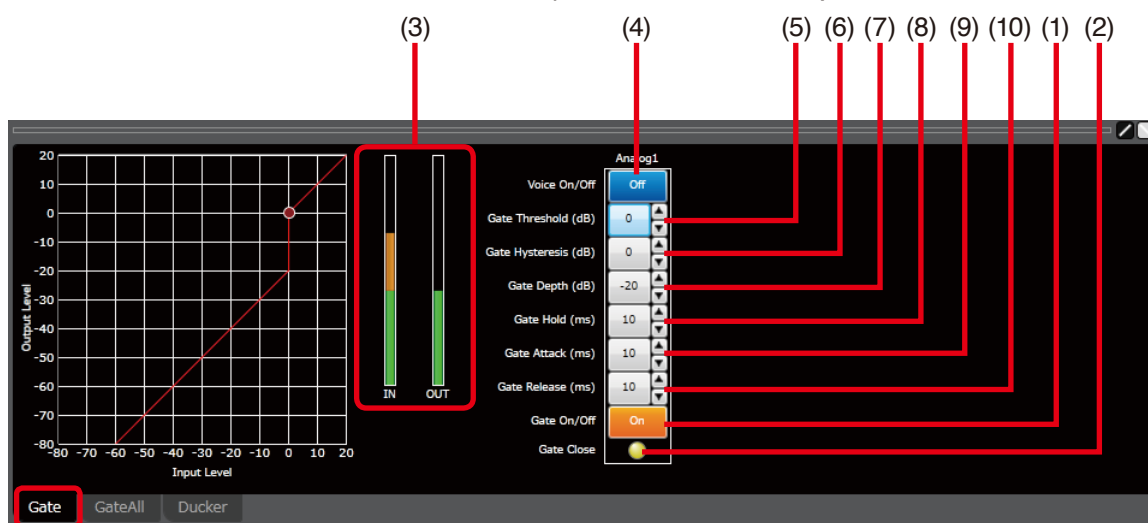 (3) (4) (5) (6) (7) (8) (9) (10) (1) (2)
20
10
0
-10
-20
-30
-40
-50
-60
-70
-80
Output Level
-80 -70 -60 -50 -40 -30 -20 -10 0 10 20
Input Level
IN OUT
Analog1
Voice On/Off Off
Gate Threshold (dB) 0
Gate Hysteresis (dB) 0
Gate Depth (dB) -20
Gate Hold (ms) 10
Gate Attack (ms) 10
Gate Release (ms) 10
Gate On/Off On
Gate Close
Gate GateAll Ducker